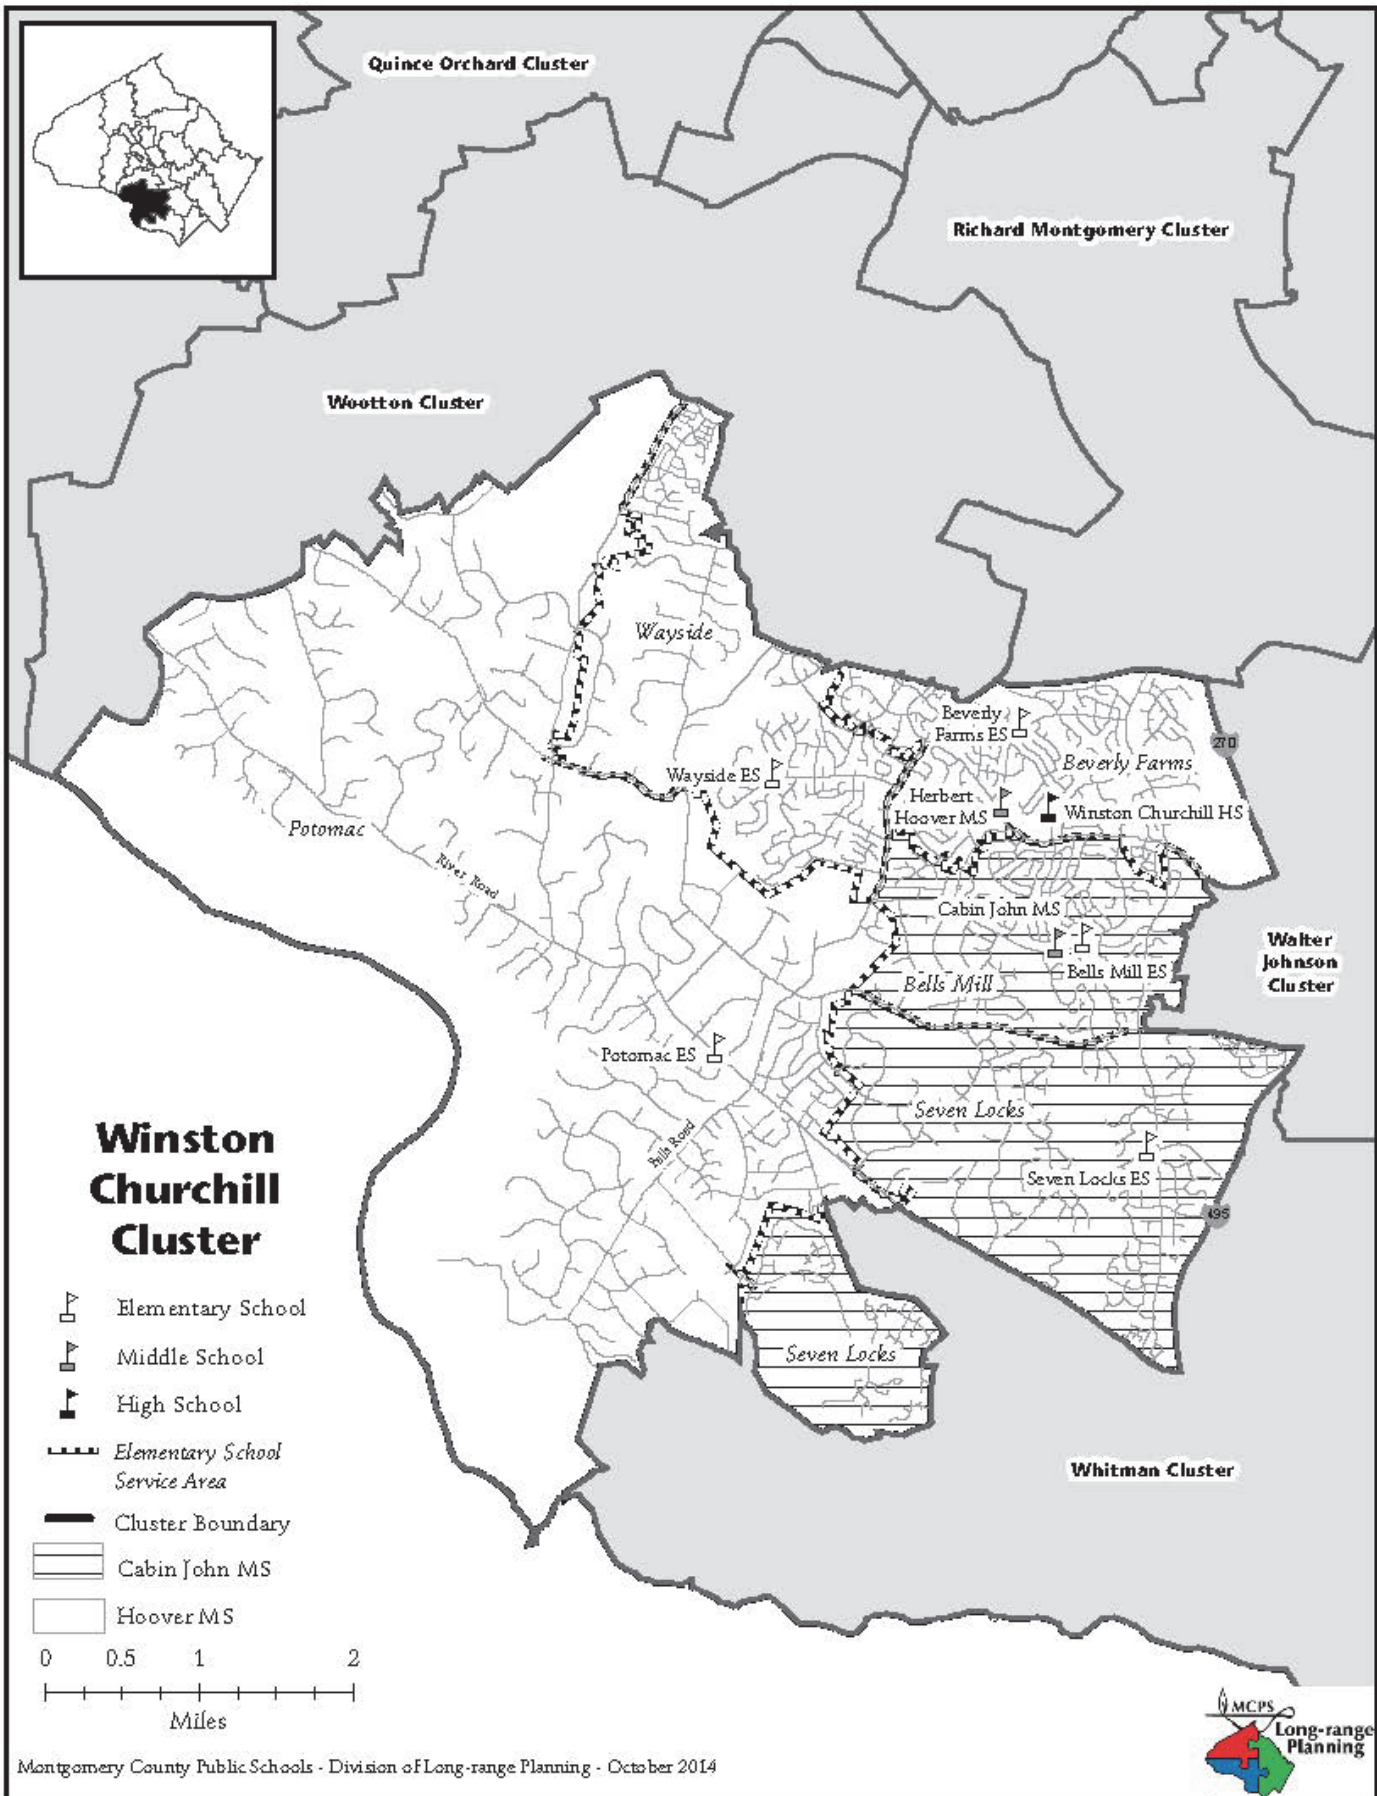 Quince Orchard Cluster
Richard Montgomery Cluster
Wootton Cluster
Wayside
Beverly
Farms ES
270
Beverly Farms
Wayside ES
Herbert
Hoover MS
Winston Churchill HS
Potomac
River Road
Cabin John MS
Walter
Johnson
Cluster
Bells Mill ES
Bells Mill
Potomac ES
Seven Locks
Falls Road
Seven Locks ES
495
Seven Locks
Whitman Cluster
Winston
Churchill
Cluster
Elementary School
Middle School
High School
Elementary School
Service Area
Cluster Boundary
Cabin John MS
Hoover MS
0 0.5 1 2
Miles
MCPS
Long-range
Planning
Montgomery County Public Schools - Division of Long-range Planning - October 2014